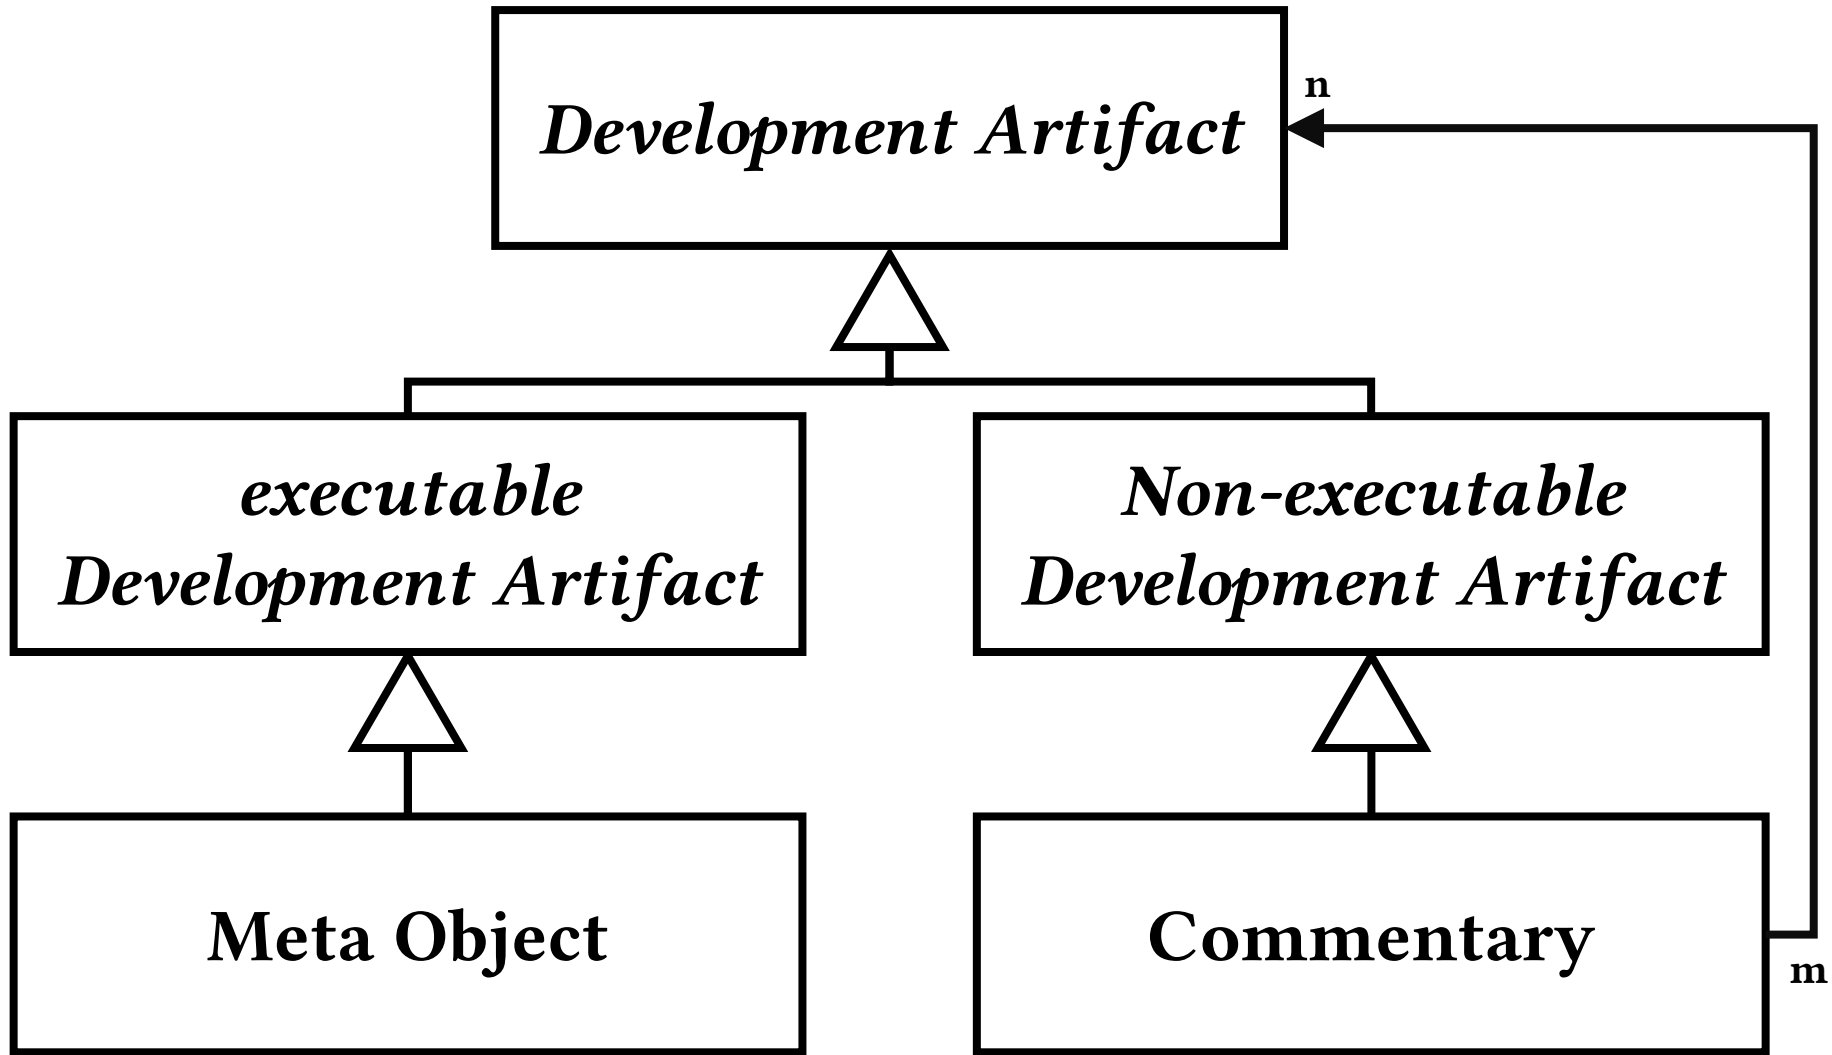 Development Artifact
n
executable
Development Artifact
Non-executable
Development Artifact
Meta Object
Commentary
m